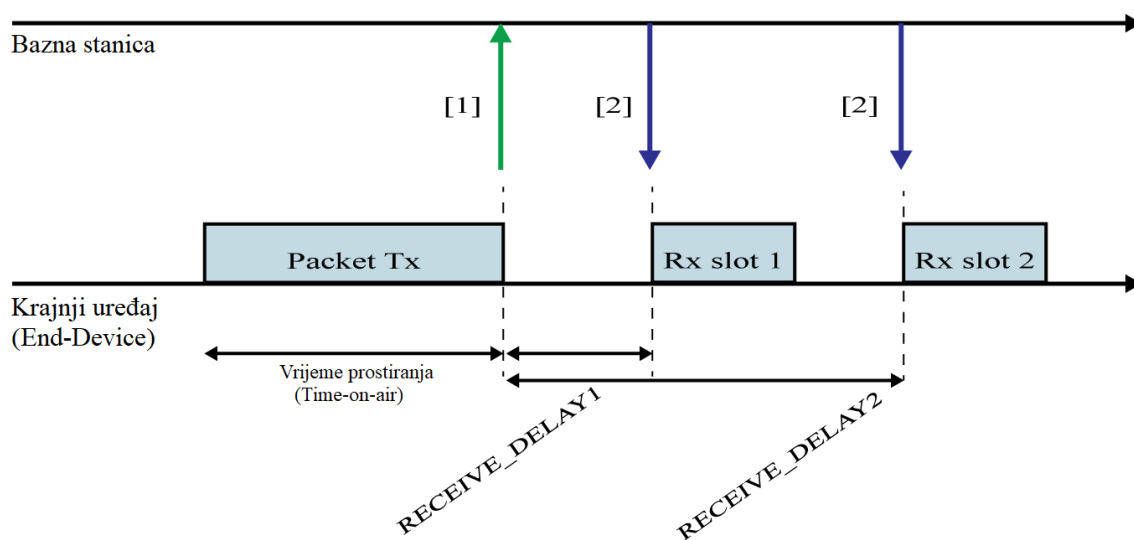 Bazna stanica
[1]
[2]
[2]
Packet Tx
Rx slot 1
Rx slot 2
Krajnji uređaj
(End-Device)
Vrijeme prostiranja
(Time-on-air)
RECEIVE_DELAY1
RECEIVE_DELAY2